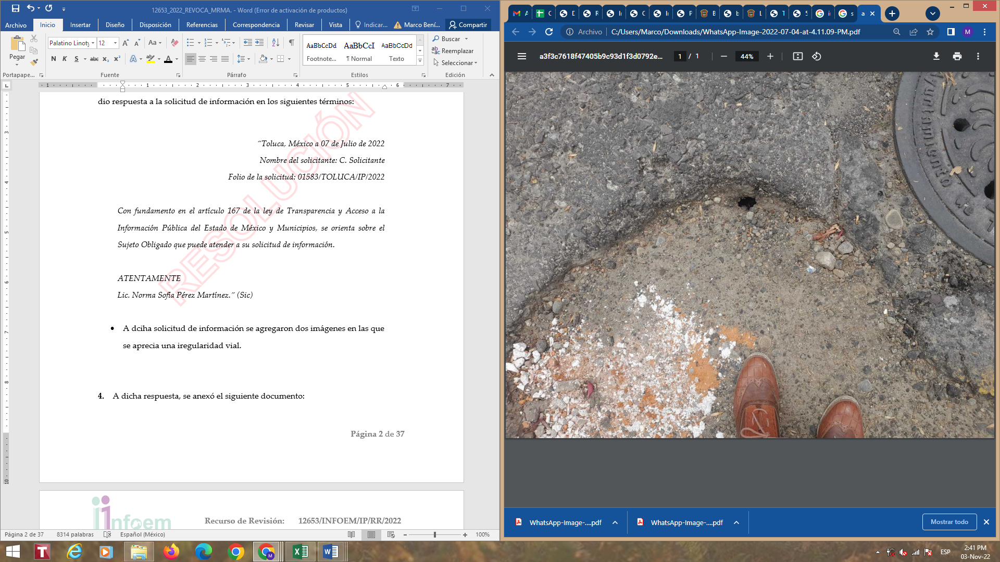 12653_2022_REVOCA_MRMA. - Word (Error de activación de productos)
Archivo Inicio Insertar Diseño Disposición Referencias Correspondencia Revisar Vista Indicar... Marco Bení... Compartir
Pegar
Palatino Linoty 12
N K S abc
AaBbCcDd AaBbCcI AaBbCcDd
Footnote... ¶ Normal Texto
Buscar
Reemplazar
Seleccionar
Portapape... Fuente Párrafo Estilos Edición
dio respuesta a la solicitud de información en los siguientes términos:
“Toluca, México a 07 de Julio de 2022
Nombre del solicitante: C. Solicitante
Folio de la solicitud: 01583/TOLUCA/IP/2022
Con fundamento en el artículo 167 de la ley de Transparencia y Acceso a la
Información Pública del Estado de México y Municipios, se orienta sobre el
Sujeto Obligado que puede atender a su solicitud de información.
ATENTAMENTE
Lic. Norma Sofía Pérez Martínez.” (Sic)
• A dciha solicitud de información se agregaron dos imágenes en las que
se aprecia una iregularidad vial.
4. A dicha respuesta, se anexó el siguiente documento:
Página 2 de 37
RESOLUCIÓN
infoem
Recurso de Revisión: 12653/INFOEM/IP/RR/2022
Página 2 de 37 8314 palabras Español (México) 100%
Archivo C:/Users/Marco/Downloads/WhatsApp-Image-2022-07-04-at-4.11.09-PM.pdf
a3f3c7618f47405b9c93d1f3d0792e... 1 / 1 44%
Ayuntamiento
WhatsApp-Image-....pdf WhatsApp-Image-....pdf Mostrar todo
ESP 2:41 PM
03-Nov-22